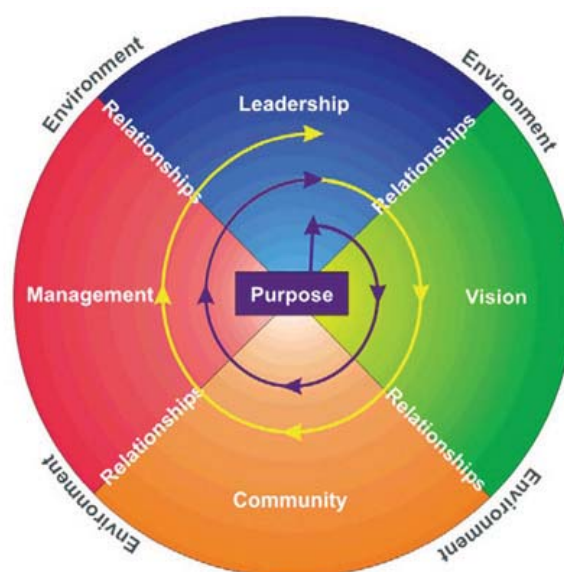 Environment
Environment
Leadership
Relationships
Relationships
Management
Purpose
Vision
Relationships
Relationships
Community
Environment
Environment